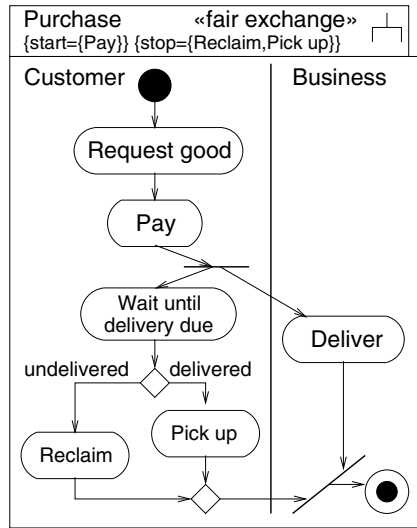 Purchase «fair exchange»
{start={Pay}} {stop={Reclaim,Pick up}}
Customer Business
Request good
Pay
Wait until
delivery due
Deliver
undelivered delivered
Pick up
Reclaim